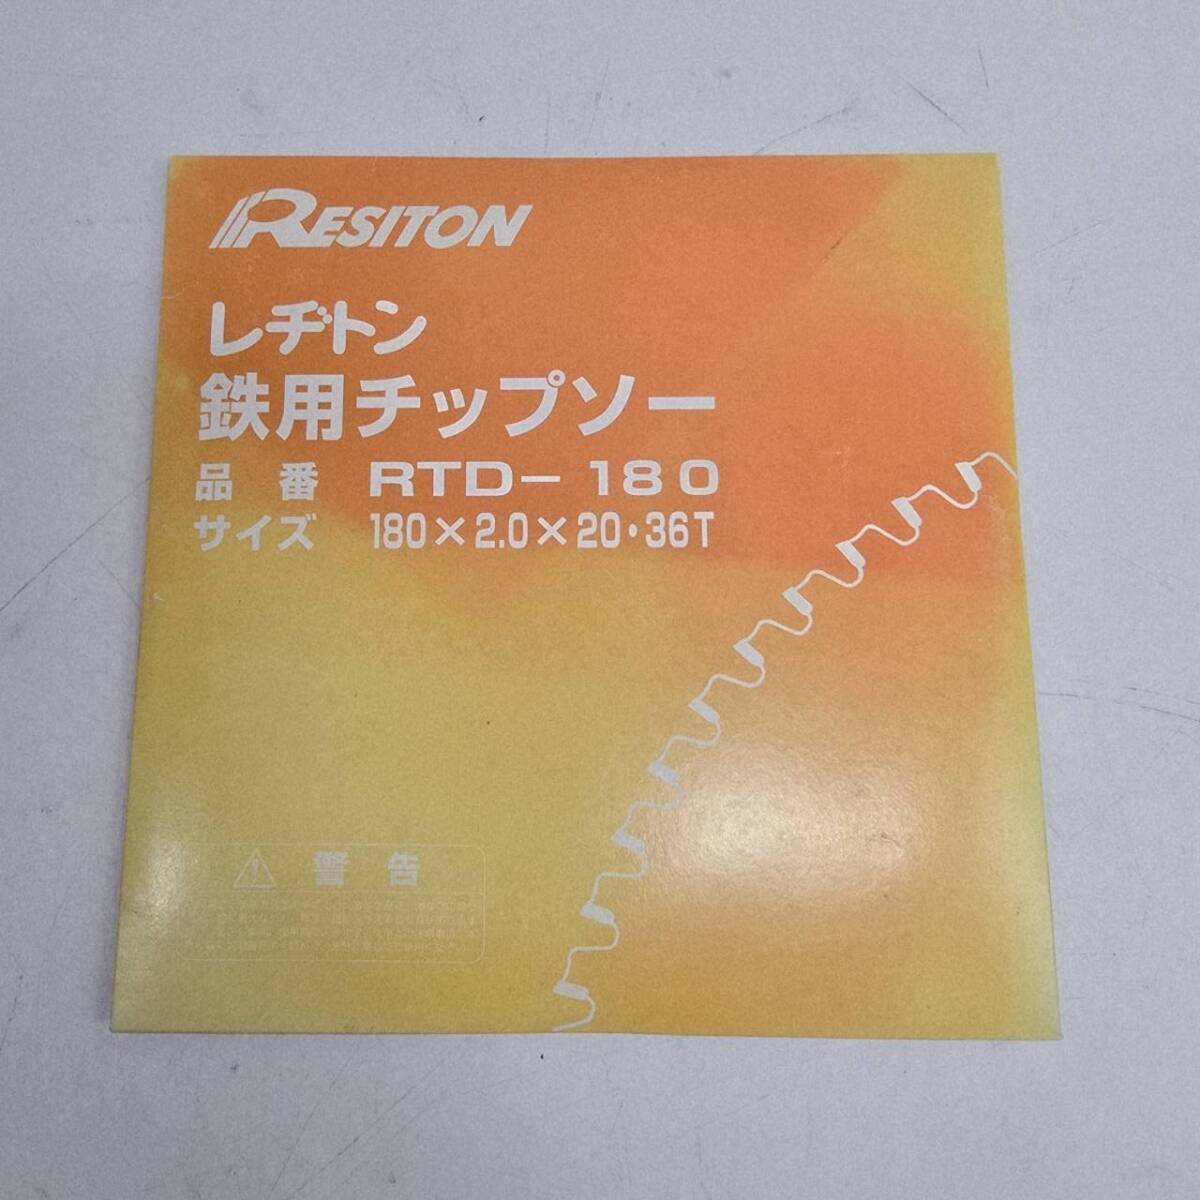 RESITON
レヂトン
鉄用チップソー
品番 RTD-180
サイズ 180×2.0×20・36T
警告